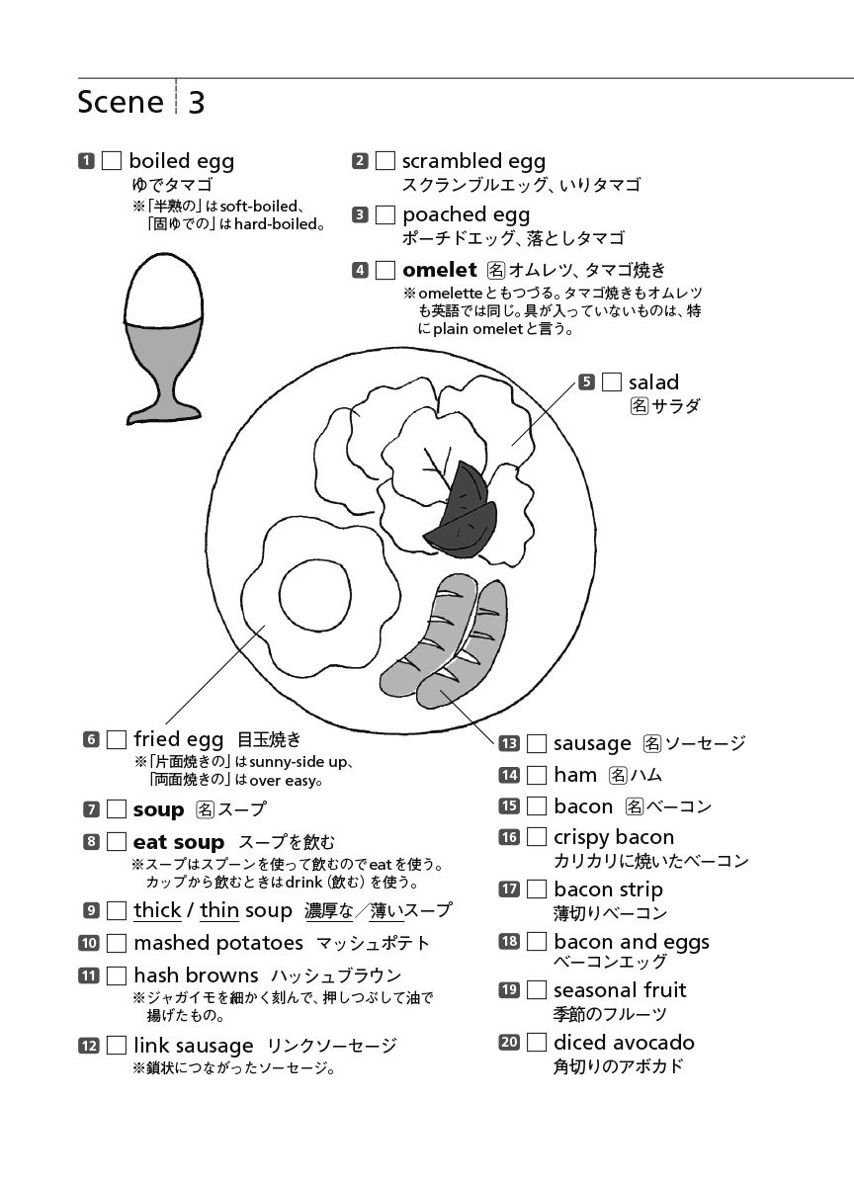 Scene 3
1 □ boiled egg
ゆでタマゴ
※「半熟の」はsoft-boiled、
「固ゆでの」はhard-boiled。
2 □ scrambled egg
スクランブルエッグ、いりタマゴ
3 □ poached egg
ポーチドエッグ、落としタマゴ
4 □ omelet 名オムレツ、タマゴ焼き
※omeletteともつづる。タマゴ焼きもオムレツ
も英語では同じ。具が入っていないものは、特
にplain omeletと言う。
5 □ salad
名サラダ
6 □ fried egg 目玉焼き
※「片面焼きの」はsunny-side up、
「両面焼きの」はover easy。
7 □ soup 名スープ
8 □ eat soup スープを飲む
※スープはスプーンを使って飲むのでeatを使う。
カップから飲むときはdrink（飲む）を使う。
9 □ thick / thin soup 濃厚な／薄いスープ
10 □ mashed potatoes マッシュポテト
11 □ hash browns ハッシュブラウン
※ジャガイモを細かく刻んで、押しつぶして油で
揚げたもの。
12 □ link sausage リンクソーセージ
※鎖状につながったソーセージ。
13 □ sausage 名ソーセージ
14 □ ham 名ハム
15 □ bacon 名ベーコン
16 □ crispy bacon
カリカリに焼いたベーコン
17 □ bacon strip
薄切りベーコン
18 □ bacon and eggs
ベーコンエッグ
19 □ seasonal fruit
季節のフルーツ
20 □ diced avocado
角切りのアボカド